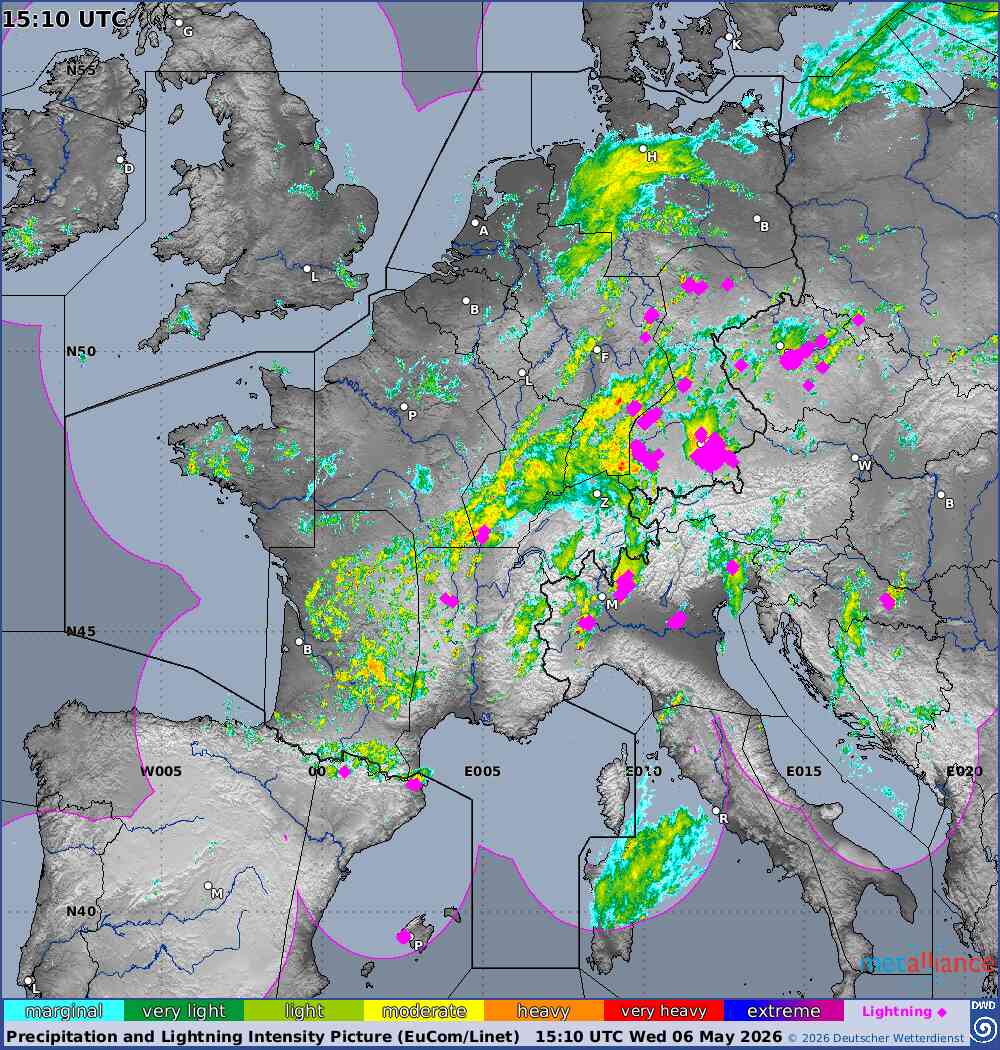 15:10 UTC
G
K
N55
H
D
A
B
L
B
N50
F
L
P
W
B
Z
M
N45
B
W005
00
E005
E010
E015
E020
R
M
N40
P
L
metalliance
marginal very light light moderate heavy very heavy extreme Lightning
DWD
Precipitation and Lightning Intensity Picture (EuCom/Linet) 15:10 UTC Wed 06 May 2026 © 2026 Deutscher Wetterdienst